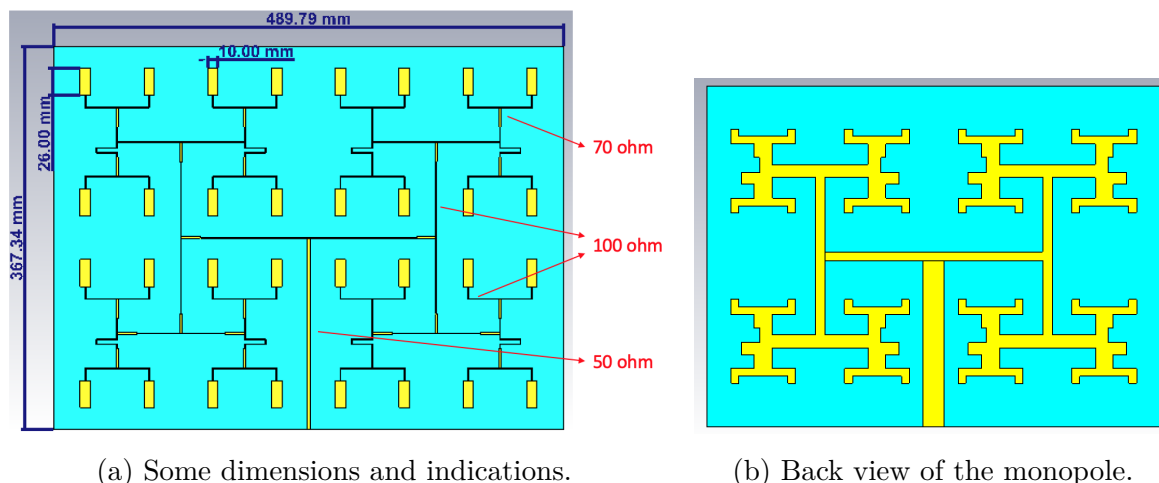 489.79 mm
10.00 mm
26.00 mm
367.34 mm
70 ohm
100 ohm
50 ohm
(a) Some dimensions and indications.
(b) Back view of the monopole.